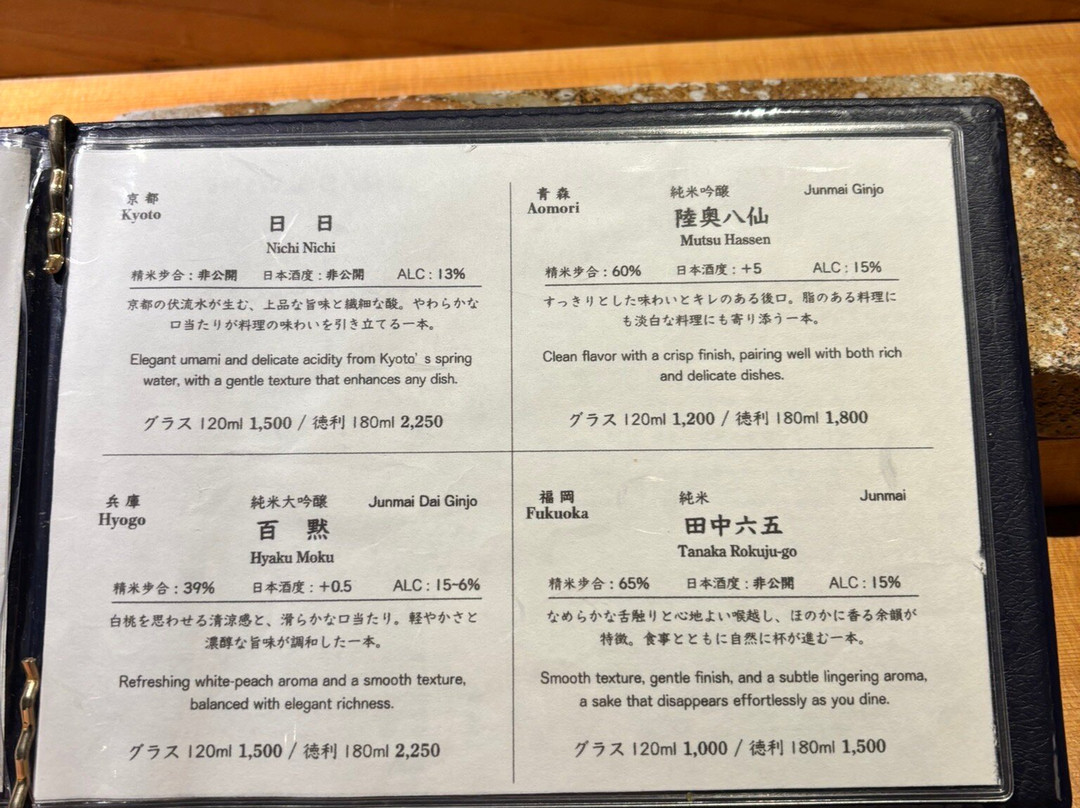 京都
Kyoto
日 日
Nichi Nichi
精米歩合：非公開 日本酒度：非公開 ALC：13%
京都の伏流水が生む、上品な旨味と繊細な酸。やわらかな
口当たりが料理の味わいを引き立てる一本。
Elegant umami and delicate acidity from Kyoto's spring
water, with a gentle texture that enhances any dish.
グラス 120ml 1,500 / 徳利 180ml 2,250
青森 純米吟醸 Junmai Ginjo
Aomori
陸奥八仙
Mutsu Hassen
精米歩合：60% 日本酒度：+5 ALC：15%
すっきりとした味わいとキレのある後口。脂のある料理に
も淡白な料理にも寄り添う一本。
Clean flavor with a crisp finish, pairing well with both rich
and delicate dishes.
グラス 120ml 1,200 / 徳利 180ml 1,800
兵庫 純米大吟醸 Junmai Dai Ginjo
Hyogo
百 黙
Hyaku Moku
精米歩合：39% 日本酒度：+0.5 ALC：15-6%
白桃を思わせる清涼感と、滑らかな口当たり。軽やかさと
濃醇な旨味が調和した一本。
Refreshing white-peach aroma and a smooth texture,
balanced with elegant richness.
グラス 120ml 1,500 / 徳利 180ml 2,250
福岡 純米 Junmai
Fukuoka
田中六五
Tanaka Rokuju-go
精米歩合：65% 日本酒度：非公開 ALC：15%
なめらかな舌触りと心地よい喉越し、ほのかに香る余韻が
特徴。食事とともに自然に杯が進む一本。
Smooth texture, gentle finish, and a subtle lingering aroma,
a sake that disappears effortlessly as you dine.
グラス 120ml 1,000 / 徳利 180ml 1,500